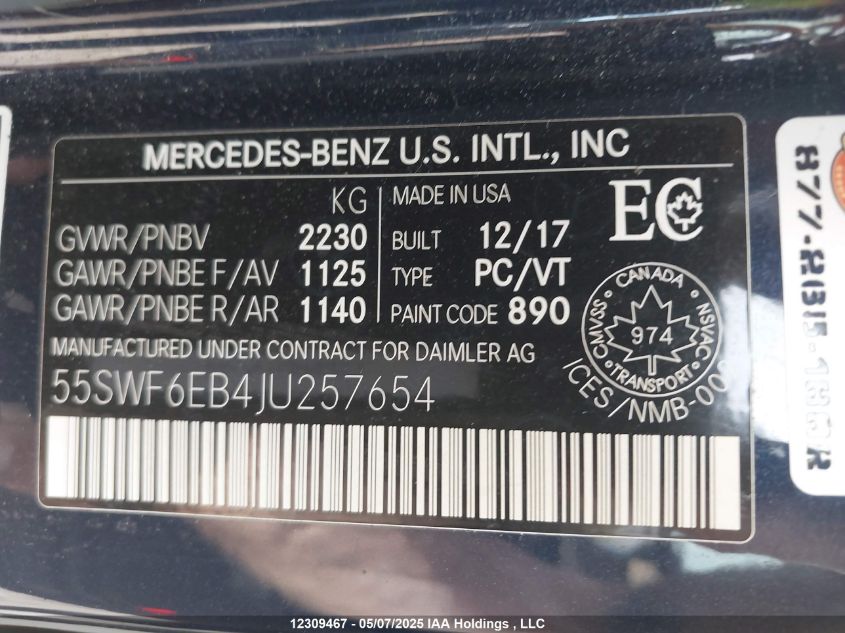 MERCEDES-BENZ U.S. INTL., INC
KG
GVWR/PNBV 2230
GAWR/PNBE F/AV 1125
GAWR/PNBE R/AR 1140
MADE IN USA
BUILT 12/17
TYPE PC/VT
PAINT CODE 890
EC
CANADA
CMVSS NSVAC
974
TRANSPORT
ICES/NMB-00
MANUFACTURED UNDER CONTRACT FOR DAIMLER AG
55SWF6EB4JU257654
12309467 - 05/07/2025 IAA Holdings , LLC